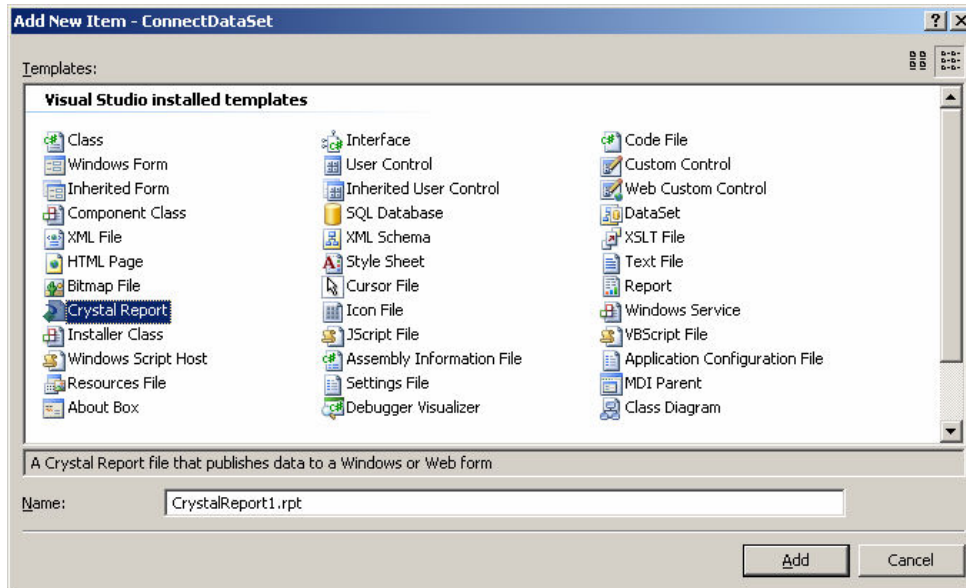 Add New Item - ConnectDataSet
Templates:
Visual Studio installed templates
Class Interface Code File
Windows Form User Control Custom Control
Inherited Form Inherited User Control Web Custom Control
Component Class SQL Database DataSet
XML File XML Schema XSLT File
HTML Page Style Sheet Text File
Bitmap File Cursor File Report
Crystal Report Icon File Windows Service
Installer Class JScript File VBScript File
Windows Script Host Assembly Information File Application Configuration File
Resources File Settings File MDI Parent
About Box Debugger Visualizer Class Diagram
A Crystal Report file that publishes data to a Windows or Web form
Name: CrystalReport1.rpt
Add Cancel